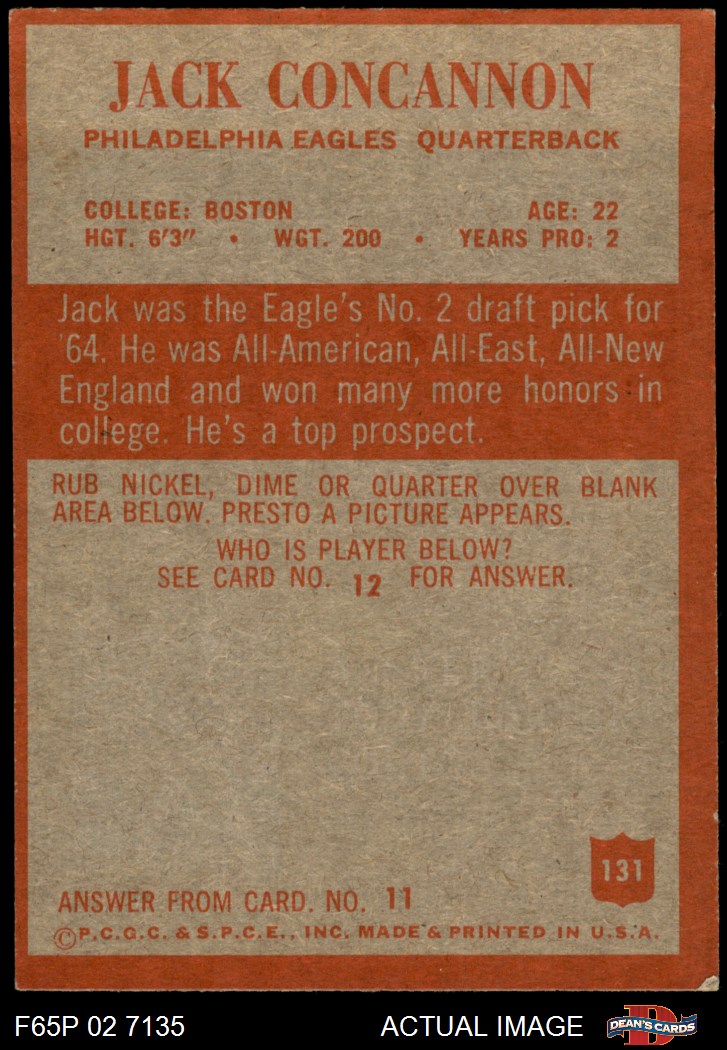 JACK CONCANNON
PHILADELPHIA EAGLES QUARTERBACK
COLLEGE: BOSTON AGE: 22
HGT. 6'3" • WGT. 200 • YEARS PRO: 2
Jack was the Eagle's No. 2 draft pick for
'64. He was All-American, All-East, All-New
England and won many more honors in
college. He's a top prospect.
RUB NICKEL, DIME OR QUARTER OVER BLANK
AREA BELOW. PRESTO A PICTURE APPEARS.
WHO IS PLAYER BELOW?
SEE CARD NO. 12 FOR ANSWER.
131
ANSWER FROM CARD. NO. 11
©P.C.G.C. & S.P.C.E., INC. MADE & PRINTED IN U.S.A.
F65P 02 7135 ACTUAL IMAGE
D
DEAN'S CARDS